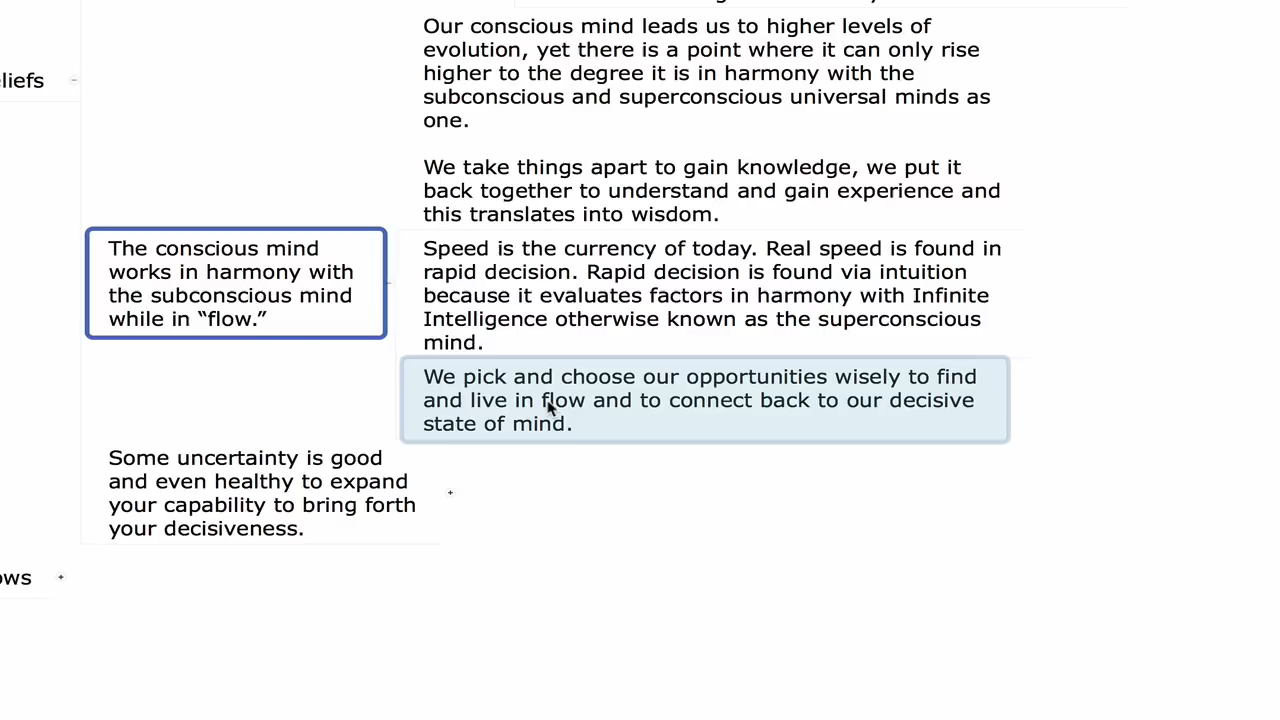 Our conscious mind leads us to higher levels of
evolution, yet there is a point where it can only rise
higher to the degree it is in harmony with the
subconscious and superconscious universal minds as
one.
We take things apart to gain knowledge, we put it
back together to understand and gain experience and
this translates into wisdom.
The conscious mind
works in harmony with
the subconscious mind
while in “flow.”
Speed is the currency of today. Real speed is found in
rapid decision. Rapid decision is found via intuition
because it evaluates factors in harmony with Infinite
Intelligence otherwise known as the superconscious
mind.
We pick and choose our opportunities wisely to find
and live in flow and to connect back to our decisive
state of mind.
Some uncertainty is good
and even healthy to expand
your capability to bring forth
your decisiveness.